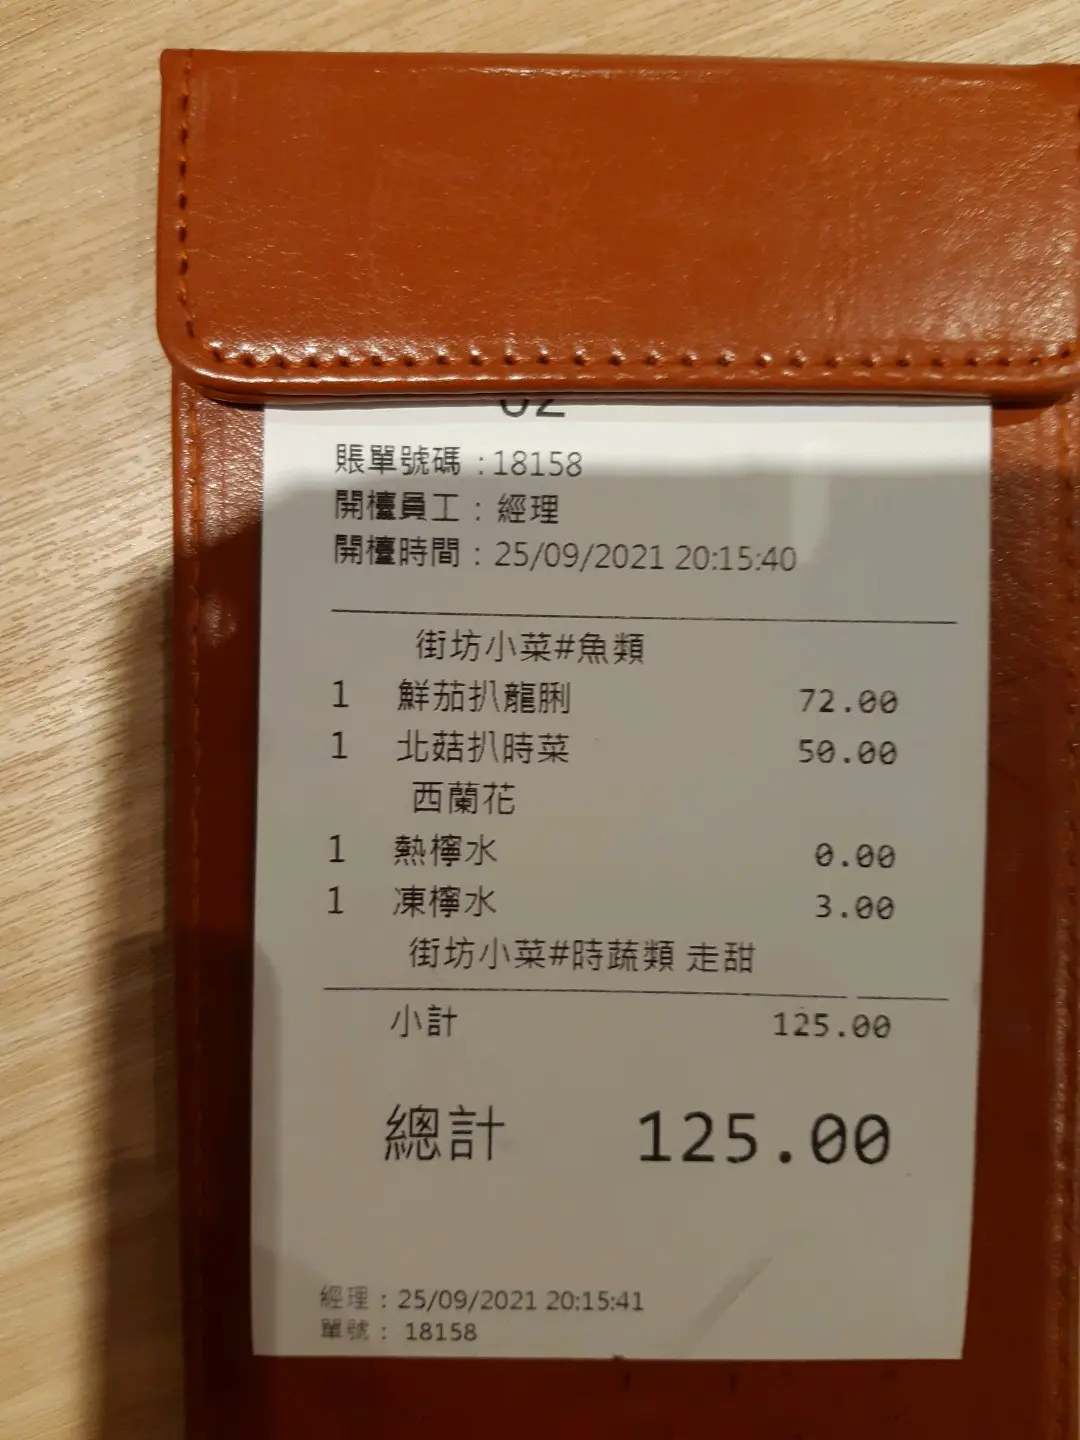 02
賬單號碼 :18158
開檯員工 : 經理
開檯時間 : 25/09/2021 20:15:40
街坊小菜#魚類
1 鮮茄扒龍脷 72.00
1 北菇扒時菜 50.00
西蘭花
1 熱檸水 0.00
1 凍檸水 3.00
街坊小菜#時蔬類 走甜
小計 125.00
總計 125.00
經理 : 25/09/2021 20:15:41
單號 : 18158